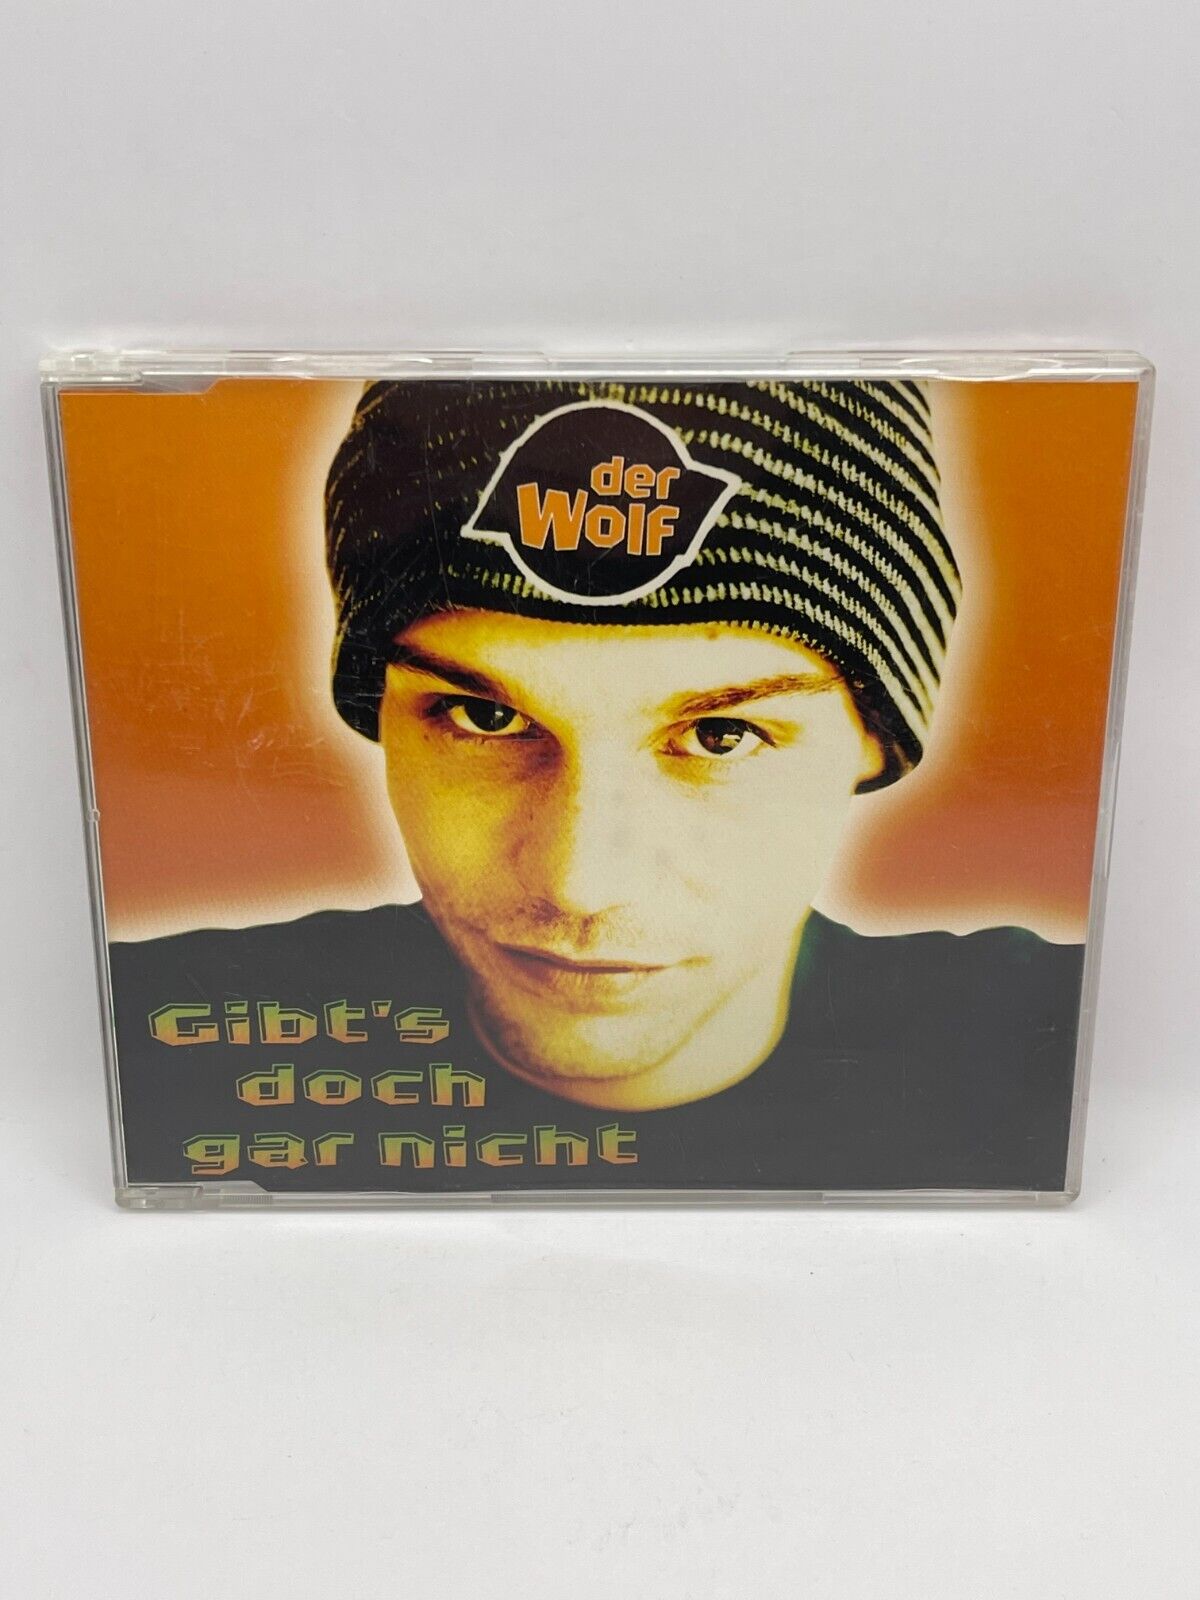 der
Wolf
Gibt's
doch
gar nicht